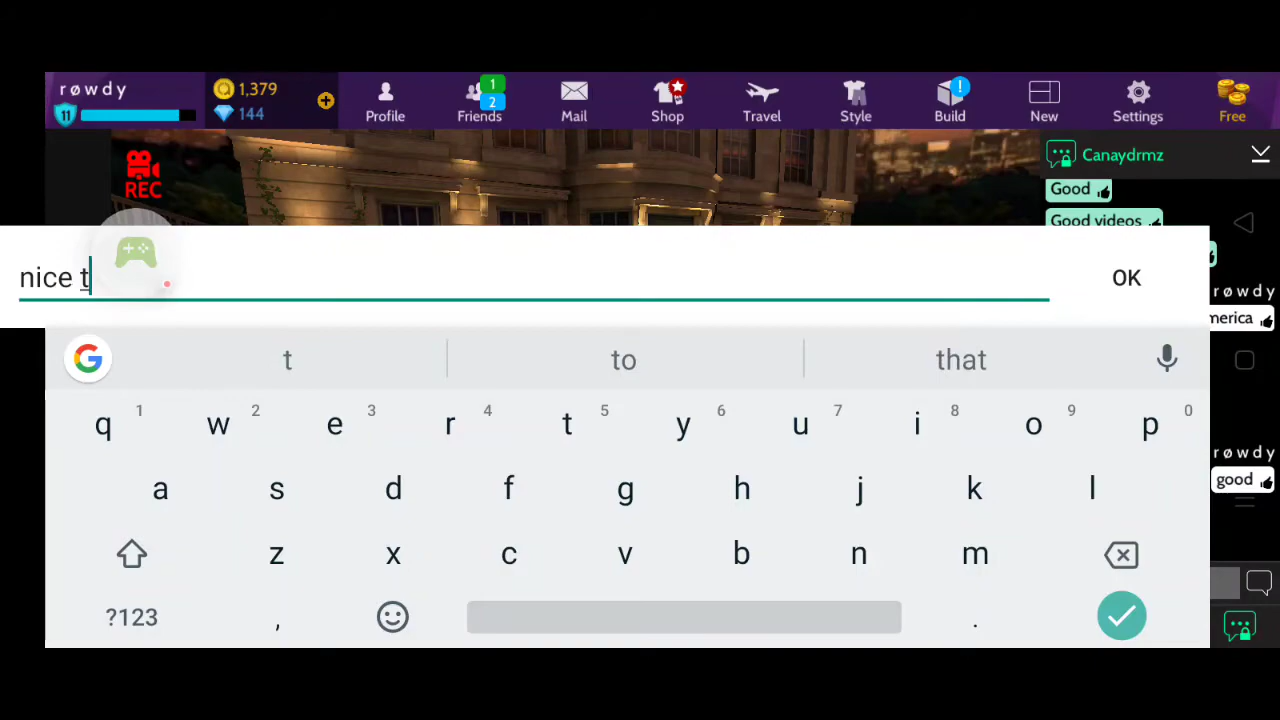 røwdy
11
1,379
144
Profile
1
2
Friends
Mail
Shop
Travel
Style
!
Build
New
Settings
Free
REC
Canaydrmz
Good
Good videos
røwdy
merica
røwdy
good
nice t
OK
G
t
to
that
q 1 w 2 e 3 r 4 t 5 y 6 u 7 i 8 o 9 p 0
a s d f g h j k l
z x c v b n m
?123 , .